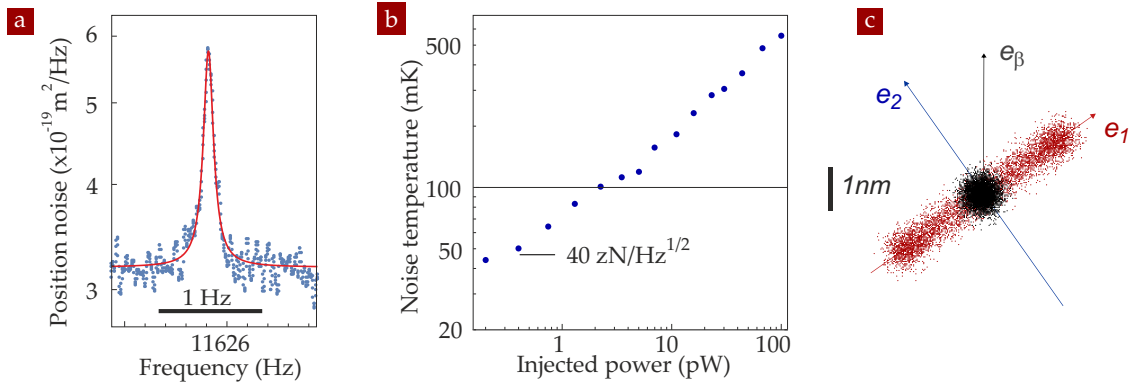 a
Position noise (x10⁻¹⁹ m²/Hz)
6
5
4
3
1 Hz
11626
Frequency (Hz)
b
Noise temperature (mK)
500
100
50
20
40 zN/Hz^{1/2}
1
10
100
Injected power (pW)
c
e_β
e_2
e_1
1nm